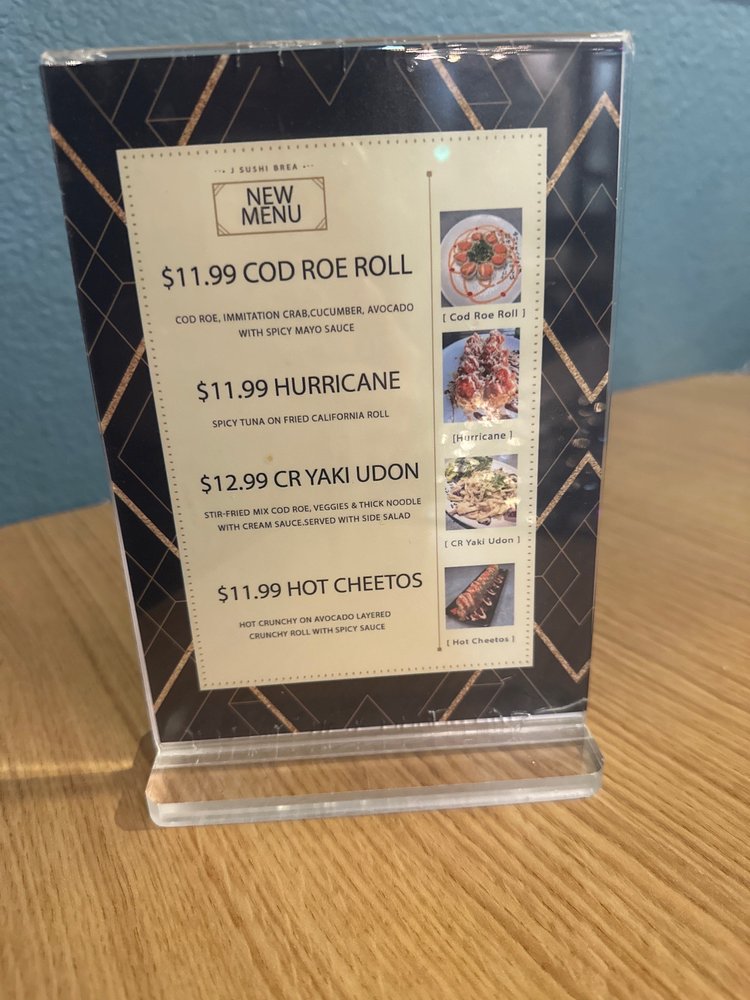 J SUSHI BREA
NEW
MENU
$11.99 COD ROE ROLL
COD ROE, IMMITATION CRAB,CUCUMBER, AVOCADO
WITH SPICY MAYO SAUCE
$11.99 HURRICANE
SPICY TUNA ON FRIED CALIFORNIA ROLL
$12.99 CR YAKI UDON
STIR-FRIED MIX COD ROE, VEGGIES & THICK NOODLE
WITH CREAM SAUCE.SERVED WITH SIDE SALAD
$11.99 HOT CHEETOS
HOT CRUNCHY ON AVOCADO LAYERED
CRUNCHY ROLL WITH SPICY SAUCE
[ Cod Roe Roll ]
[Hurricane ]
[ CR Yaki Udon ]
[ Hot Cheetos ]